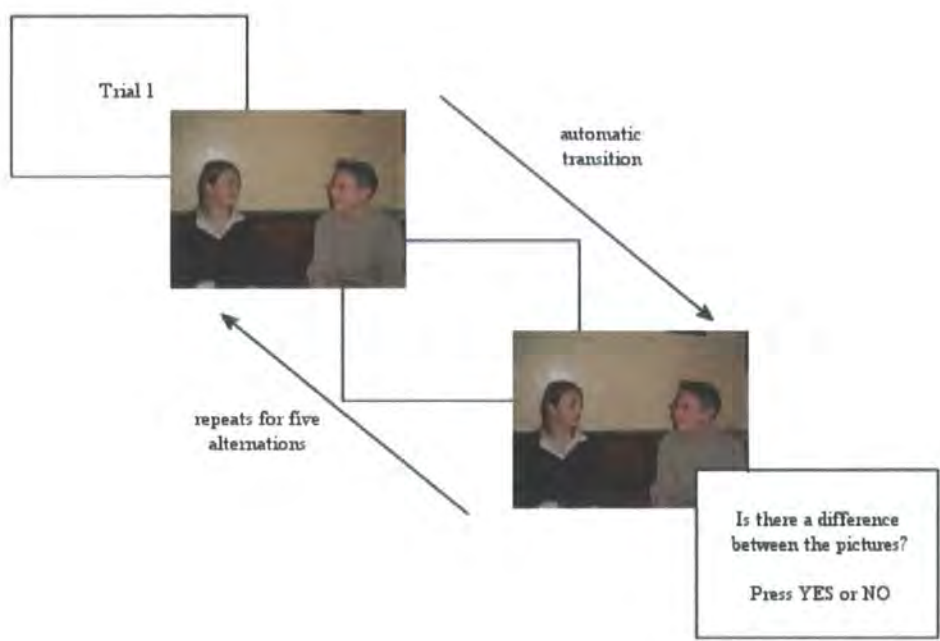 Trial 1
automatic
transition
repeats for five
alternations
Is there a difference
between the pictures?
Press YES or NO